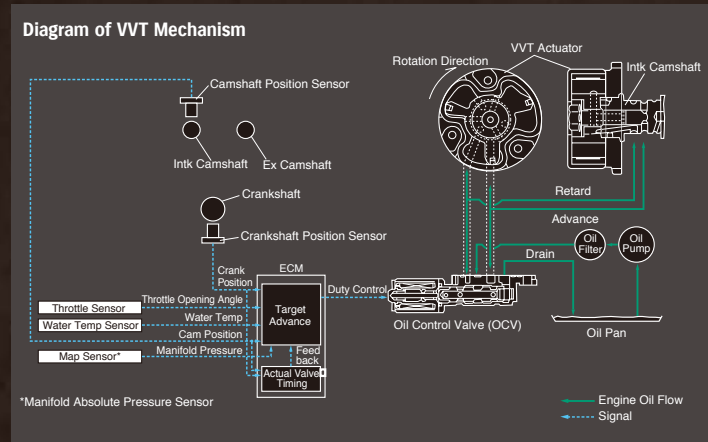 Diagram of VVT Mechanism
VVT Actuator
Rotation Direction
Intk Camshaft
Camshaft Position Sensor
Intk Camshaft
Ex Camshaft
Crankshaft
Crankshaft Position Sensor
Retard
Advance
Oil
Filter
Oil
Pump
Drain
ECM
Crank
Position
Duty Control
Throttle Sensor
Throttle Opening Angle
Target
Advance
Water Temp Sensor
Water Temp
Cam Position
Oil Control Valve (OCV)
Oil Pan
Map Sensor*
Manifold Pressure
Feed
back
Actual Valve
Timing
*Manifold Absolute Pressure Sensor
Engine Oil Flow
Signal